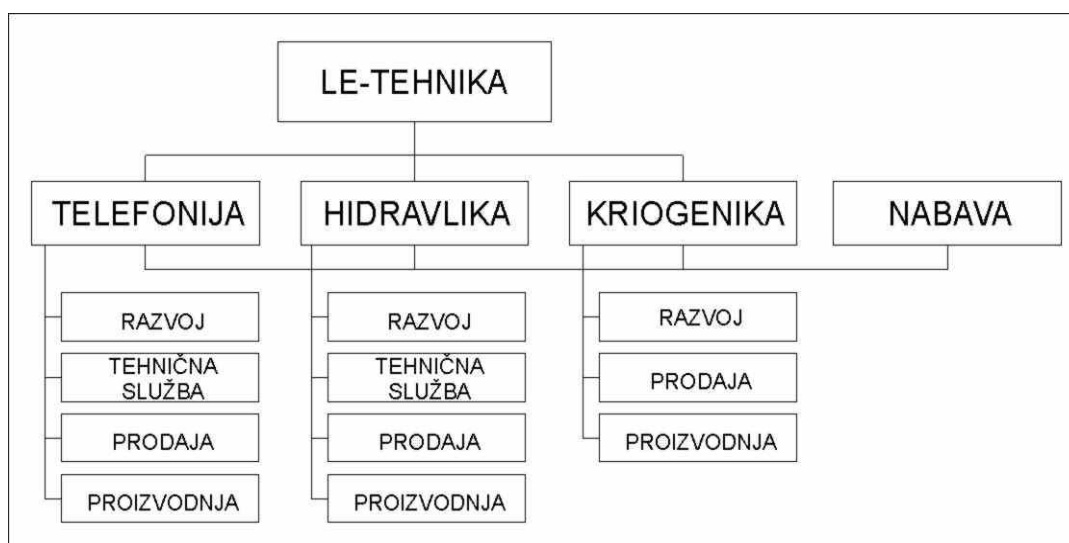 LE-TEHNIKA
TELEFONIJA
HIDRAVLIKA
KRIOGENIKA
NABAVA
RAZVOJ
TEHNIČNA
SLUŽBA
PRODAJA
PROIZVODNJA
RAZVOJ
TEHNIČNA
SLUŽBA
PRODAJA
PROIZVODNJA
RAZVOJ
PRODAJA
PROIZVODNJA